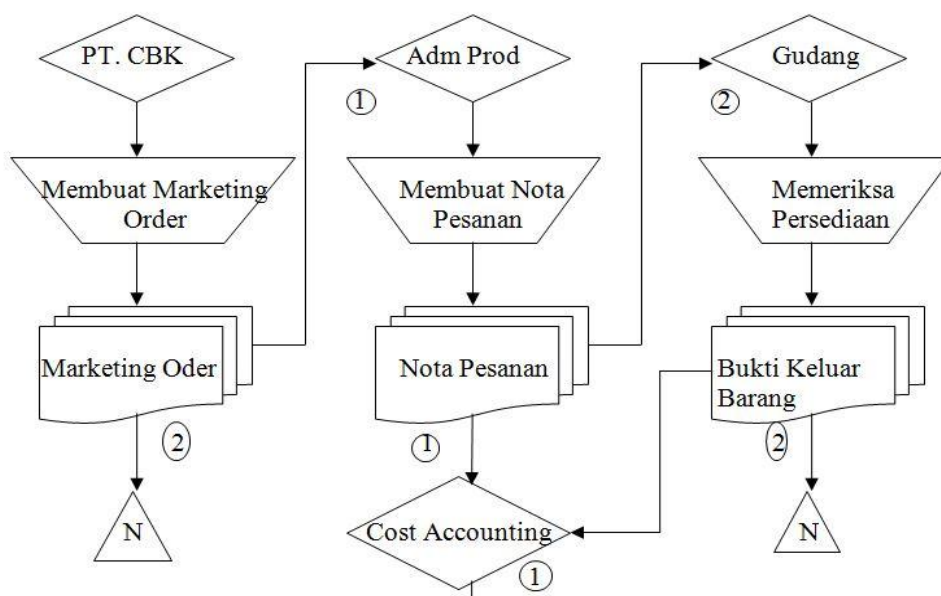 PT. CBK
Adm Prod
Gudang
1
2
Membuat Marketing
Order
Membuat Nota
Pesanan
Memeriksa
Persediaan
Marketing Oder
Nota Pesanan
Bukti Keluar
Barang
2
1
2
N
Cost Accounting
N
1